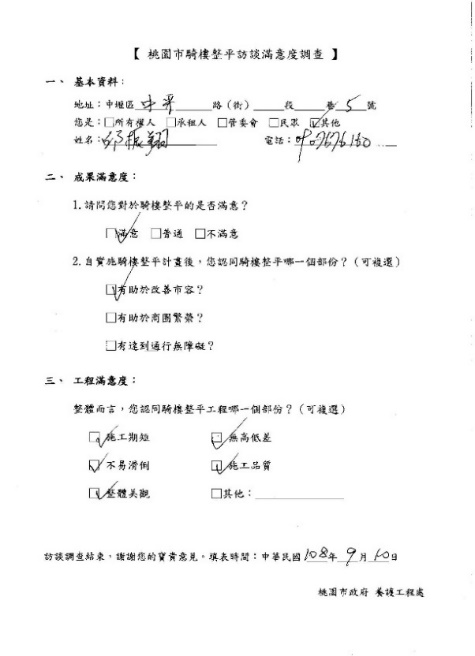 【 桃園市騎樓整平訪談滿意度調查 】
一、 基本資料:
地址:中壢區 中平 路(街) 段 巷 5 號
您是:□所有權人 □承租人 □管委會 □民眾 ☑其他
姓名: 電話:
二、 成果滿意度:
1.請問您對於騎樓整平的是否滿意?
☑滿意 □普通 □不滿意
2.自實施騎樓整平計畫後,您認同騎樓整平哪一個部份?(可複選)
☑有助於改善市容?
□有助於商圈繁榮?
□有達到通行無障礙?
三、 工程滿意度:
整體而言,您認同騎樓整平工程哪一個部份?(可複選)
☑施工期短 ☑無高低差
☑不易滑倒 ☑施工品質
☑整體美觀 □其他:
訪談調查結束,謝謝您的寶貴意見。填表時間:中華民國 108年 9月 10日
桃園市政府 養護工程處